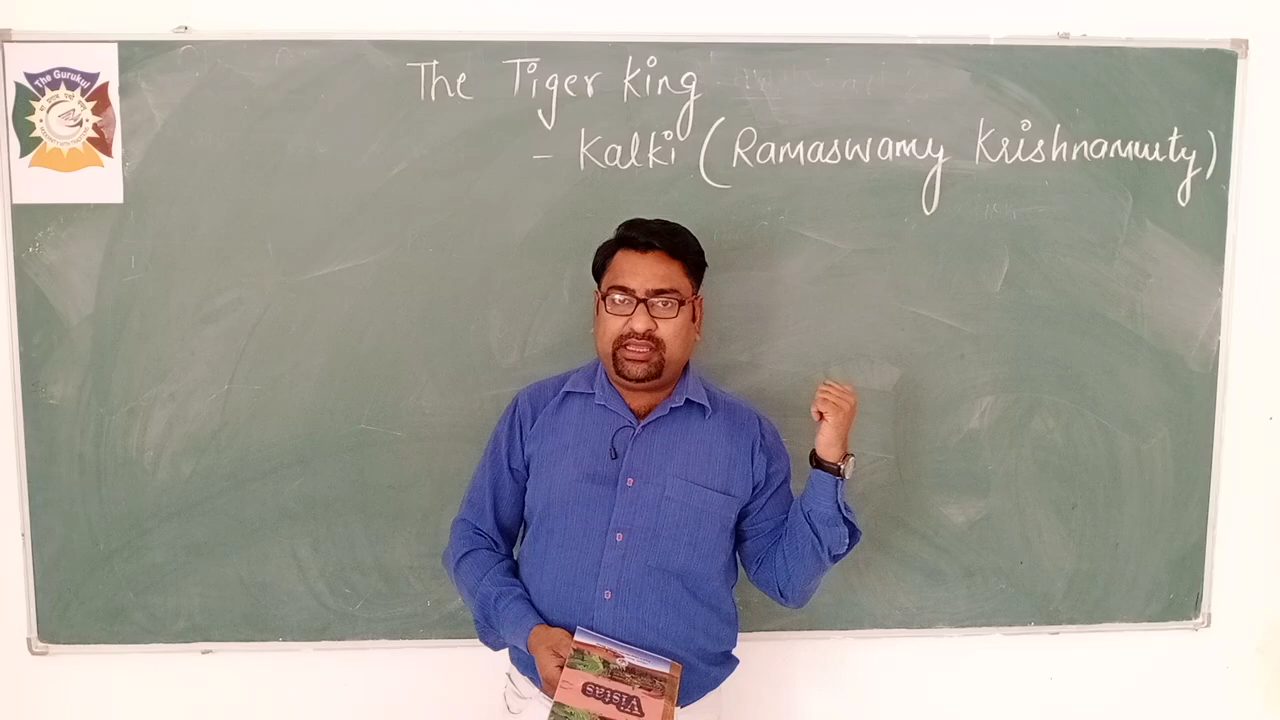 The Gurukul
The Tiger King
- Kalki (Ramaswamy Krishnamurty)
Vistas